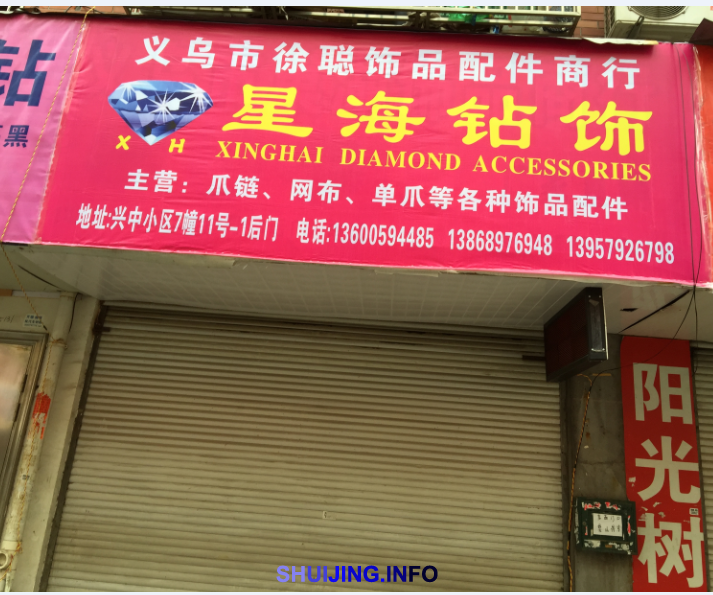 义乌市徐聪饰品配件商行
星海钻饰
X H
XINGHAI DIAMOND ACCESSORIES
主营：爪链、网布、单爪等各种饰品配件
地址:兴中小区7幢11号-1后门 电话:13600594485 13868976948 13957926798
钻
黑
阳光树
SHUIJING.INFO